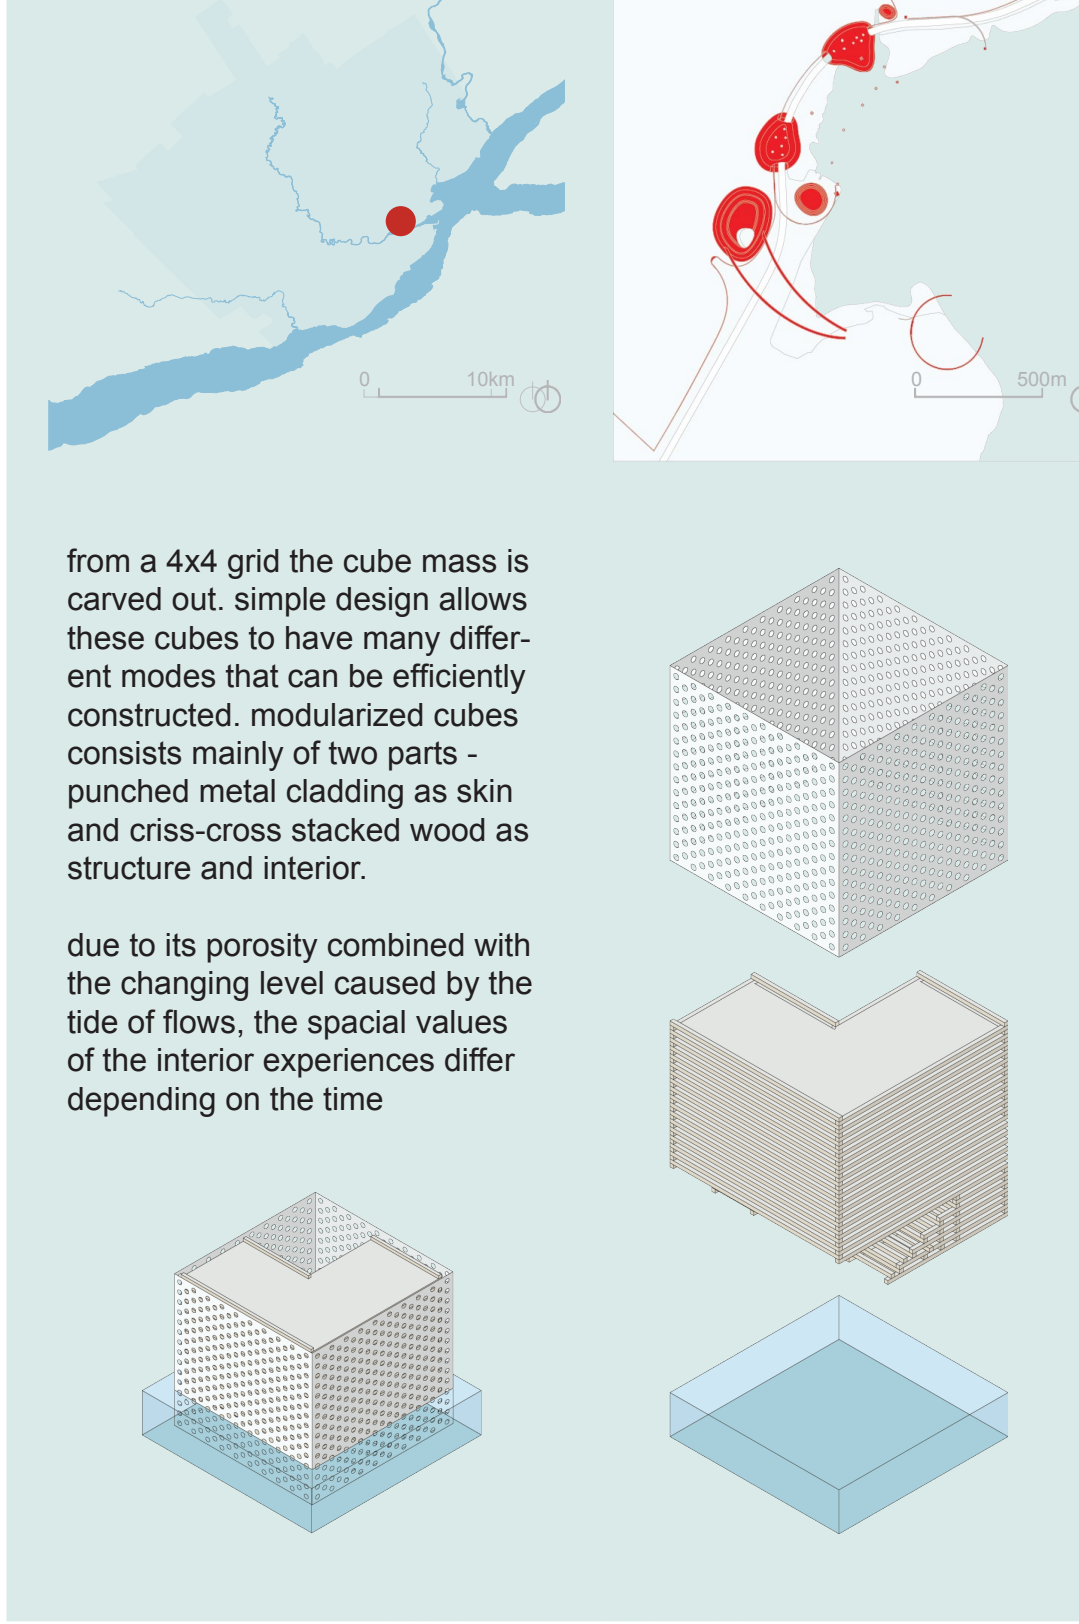 0 10km
0 500m
from a 4x4 grid the cube mass is
carved out. simple design allows
these cubes to have many differ-
ent modes that can be efficiently
constructed. modularized cubes
consists mainly of two parts -
punched metal cladding as skin
and criss-cross stacked wood as
structure and interior.
due to its porosity combined with
the changing level caused by the
tide of flows, the spacial values
of the interior experiences differ
depending on the time